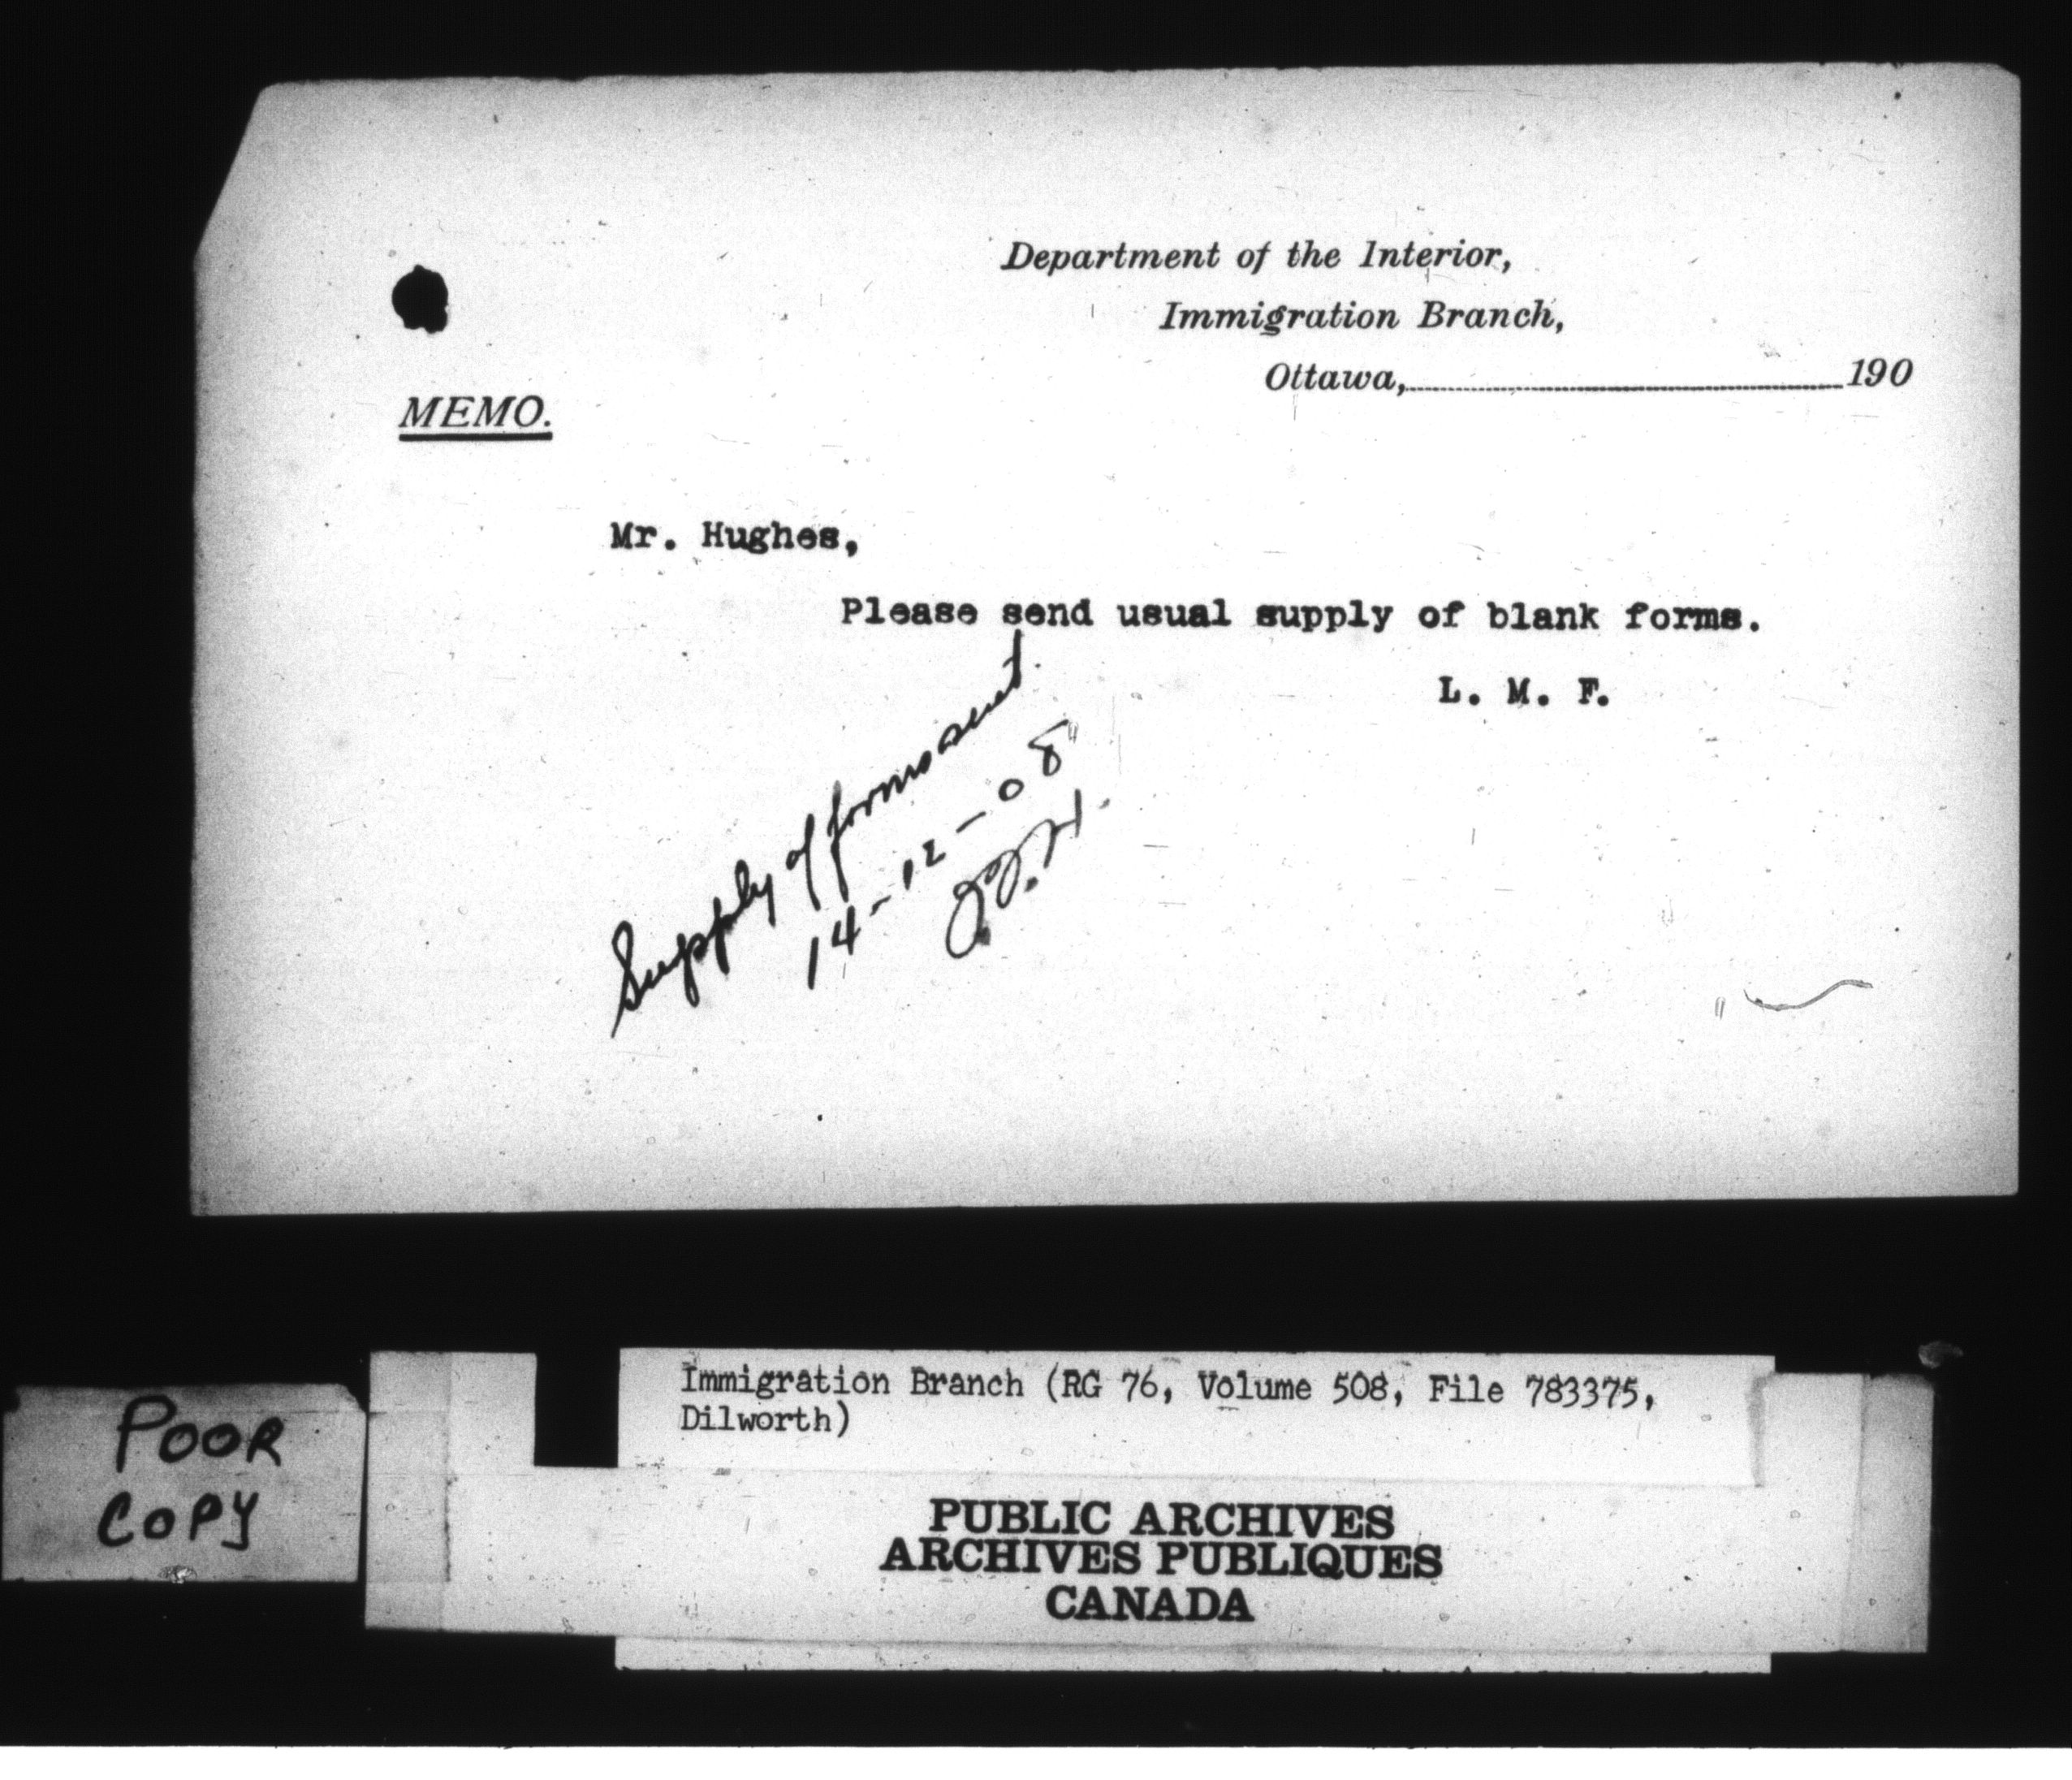 Department of the Interior,
Immigration Branch,
Ottawa, 190
MEMO.
Mr. Hughes,
Please send usual supply of blank forms.
L. M. F.
Supply of forms sent.
14-12-08
Immigration Branch (RG 76, Volume 508, File 783375,
Dilworth)
POOR
COPY
PUBLIC ARCHIVES
ARCHIVES PUBLIQUES
CANADA